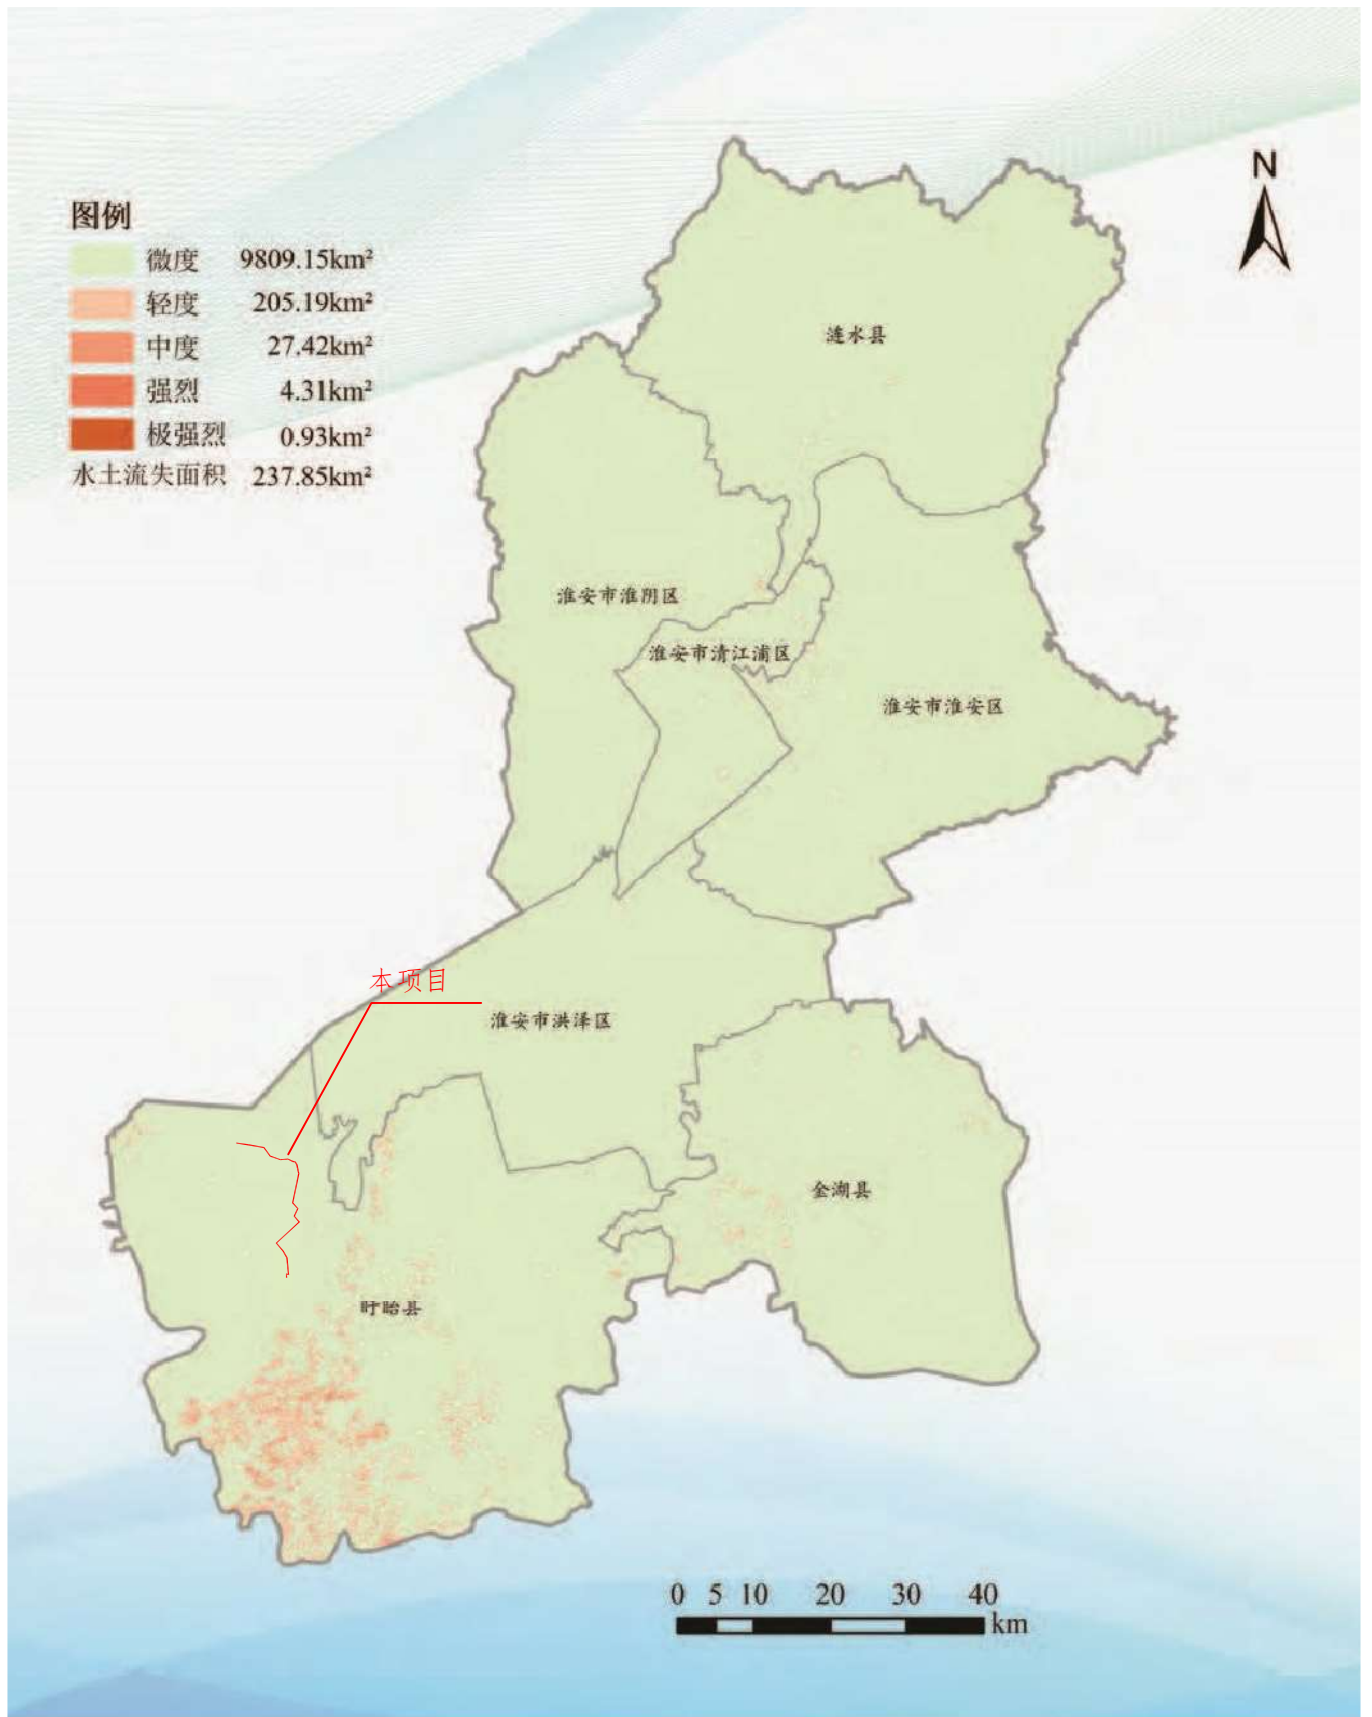 N
图例
微度 9809.15km²
轻度 205.19km²
中度 27.42km²
强烈 4.31km²
极强烈 0.93km²
水土流失面积 237.85km²
涟水县
淮安市淮阴区
淮安市清江浦区
淮安市淮安区
本项目
淮安市洪泽区
金湖县
盱眙县
0 5 10 20 30 40
km